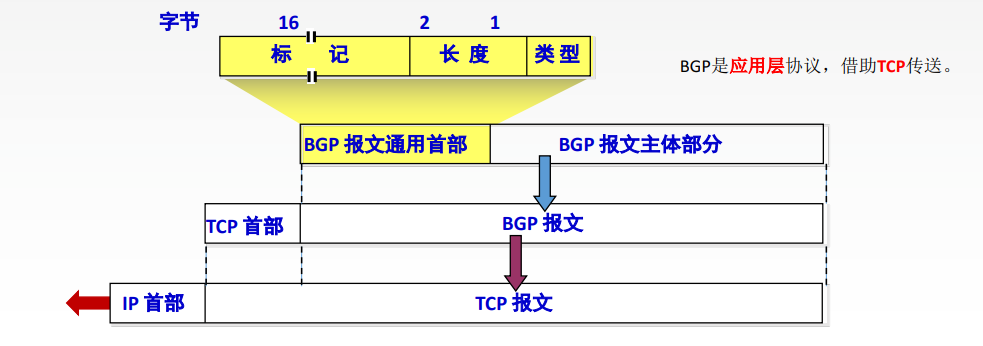 字节 16 2 1
标 记 长 度 类 型
BGP是应用层协议，借助TCP传送。
BGP 报文通用首部 BGP 报文主体部分
TCP 首部 BGP 报文
IP 首部 TCP 报文